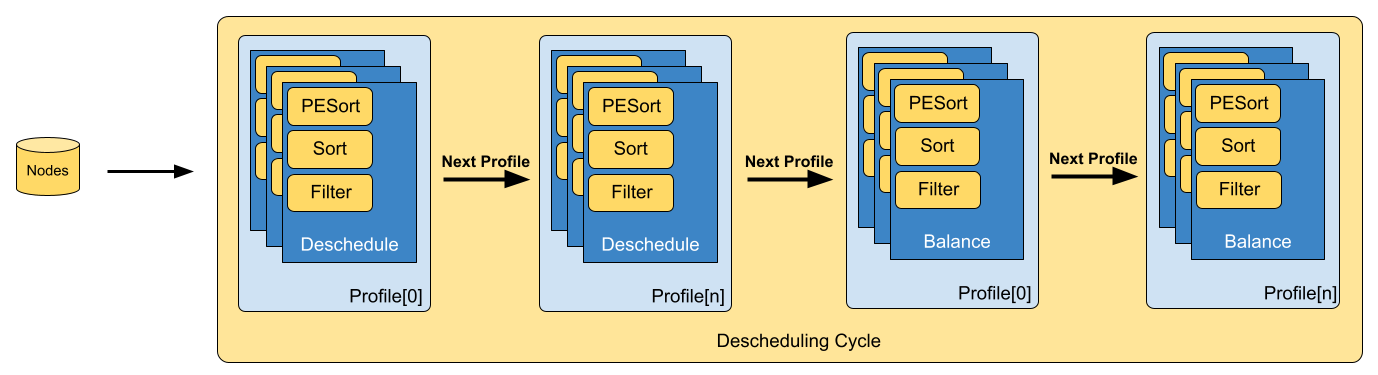 Nodes
PESort
Sort
Filter
Deschedule
Profile[0]
Next Profile
PESort
Sort
Filter
Deschedule
Profile[n]
Next Profile
PESort
Sort
Filter
Balance
Profile[0]
Next Profile
PESort
Sort
Filter
Balance
Profile[n]
Descheduling Cycle